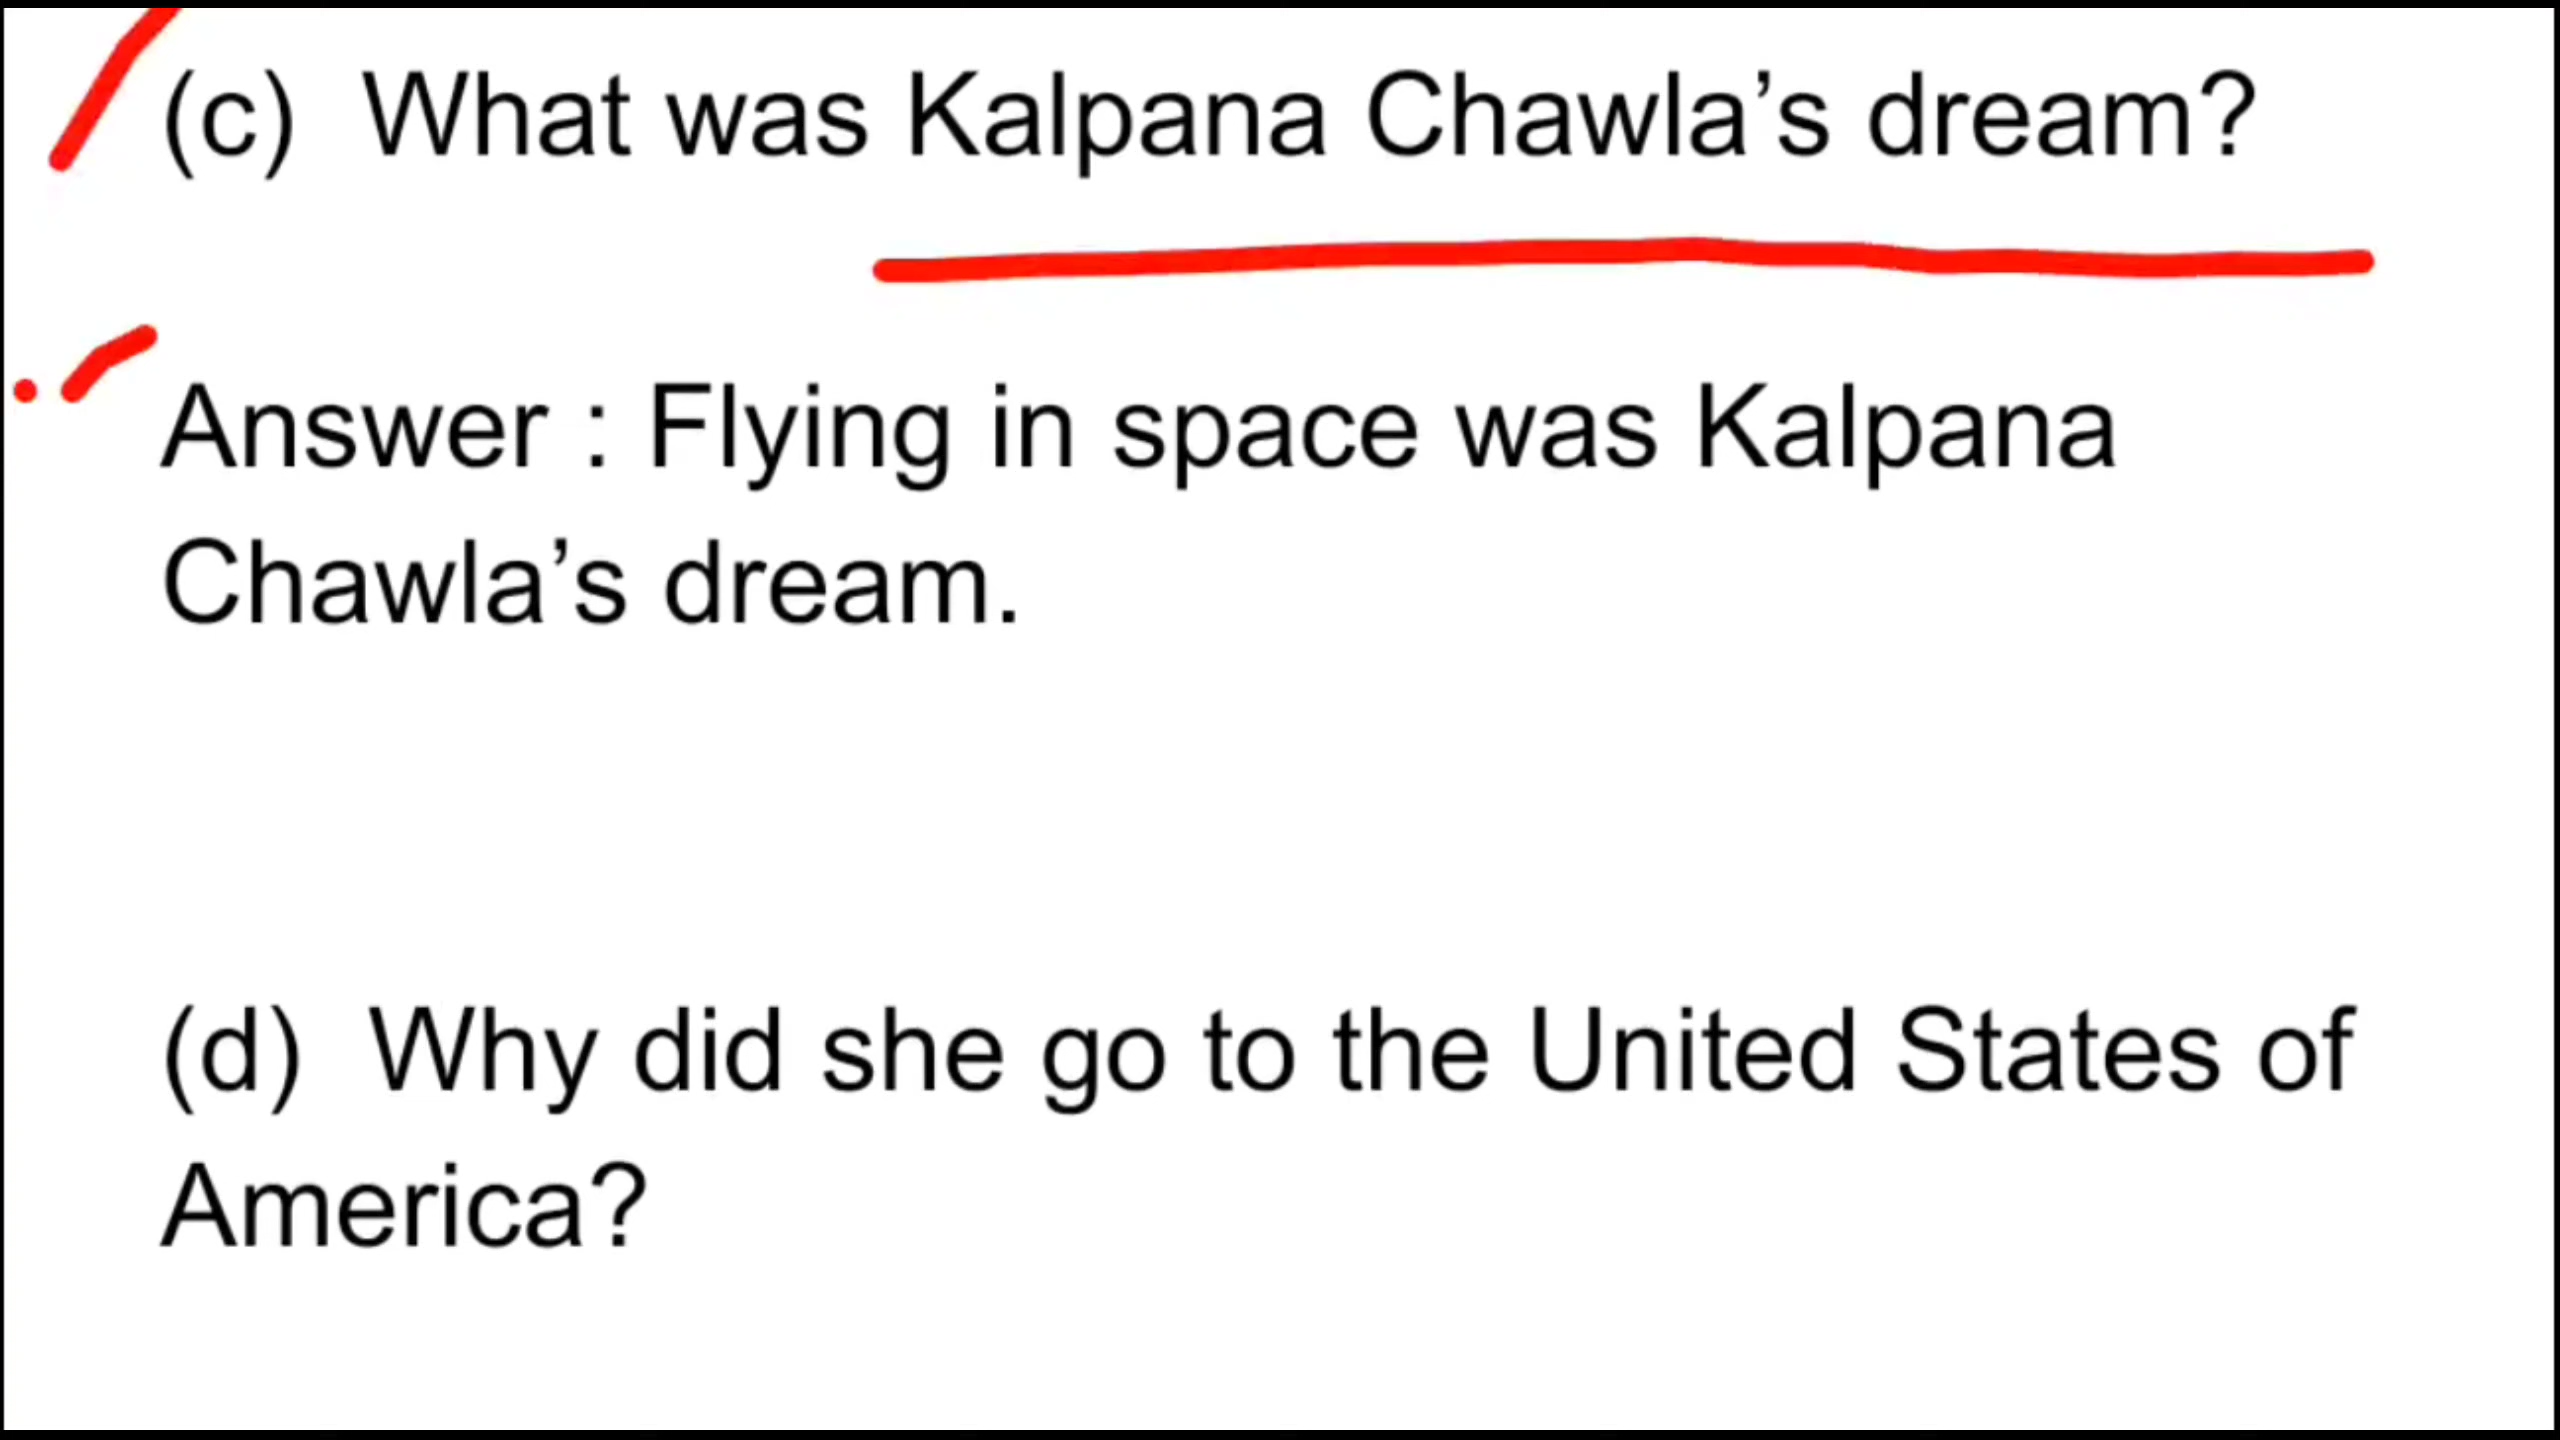 (c) What was Kalpana Chawla’s dream?
Answer : Flying in space was Kalpana
Chawla’s dream.
(d) Why did she go to the United States of
America?